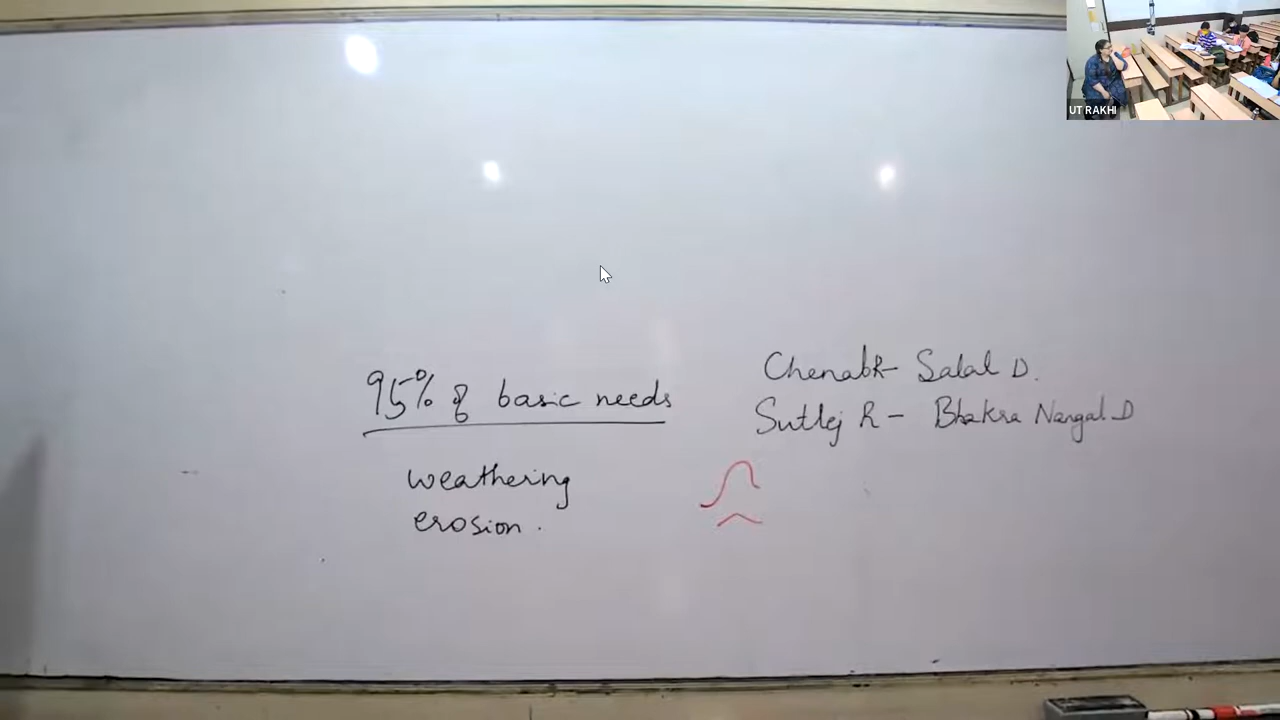 95% of basic needs
weathering
erosion.
Chenab R - Salal D.
Sutlej R - Bhakra Nangal D
UT RAKHI